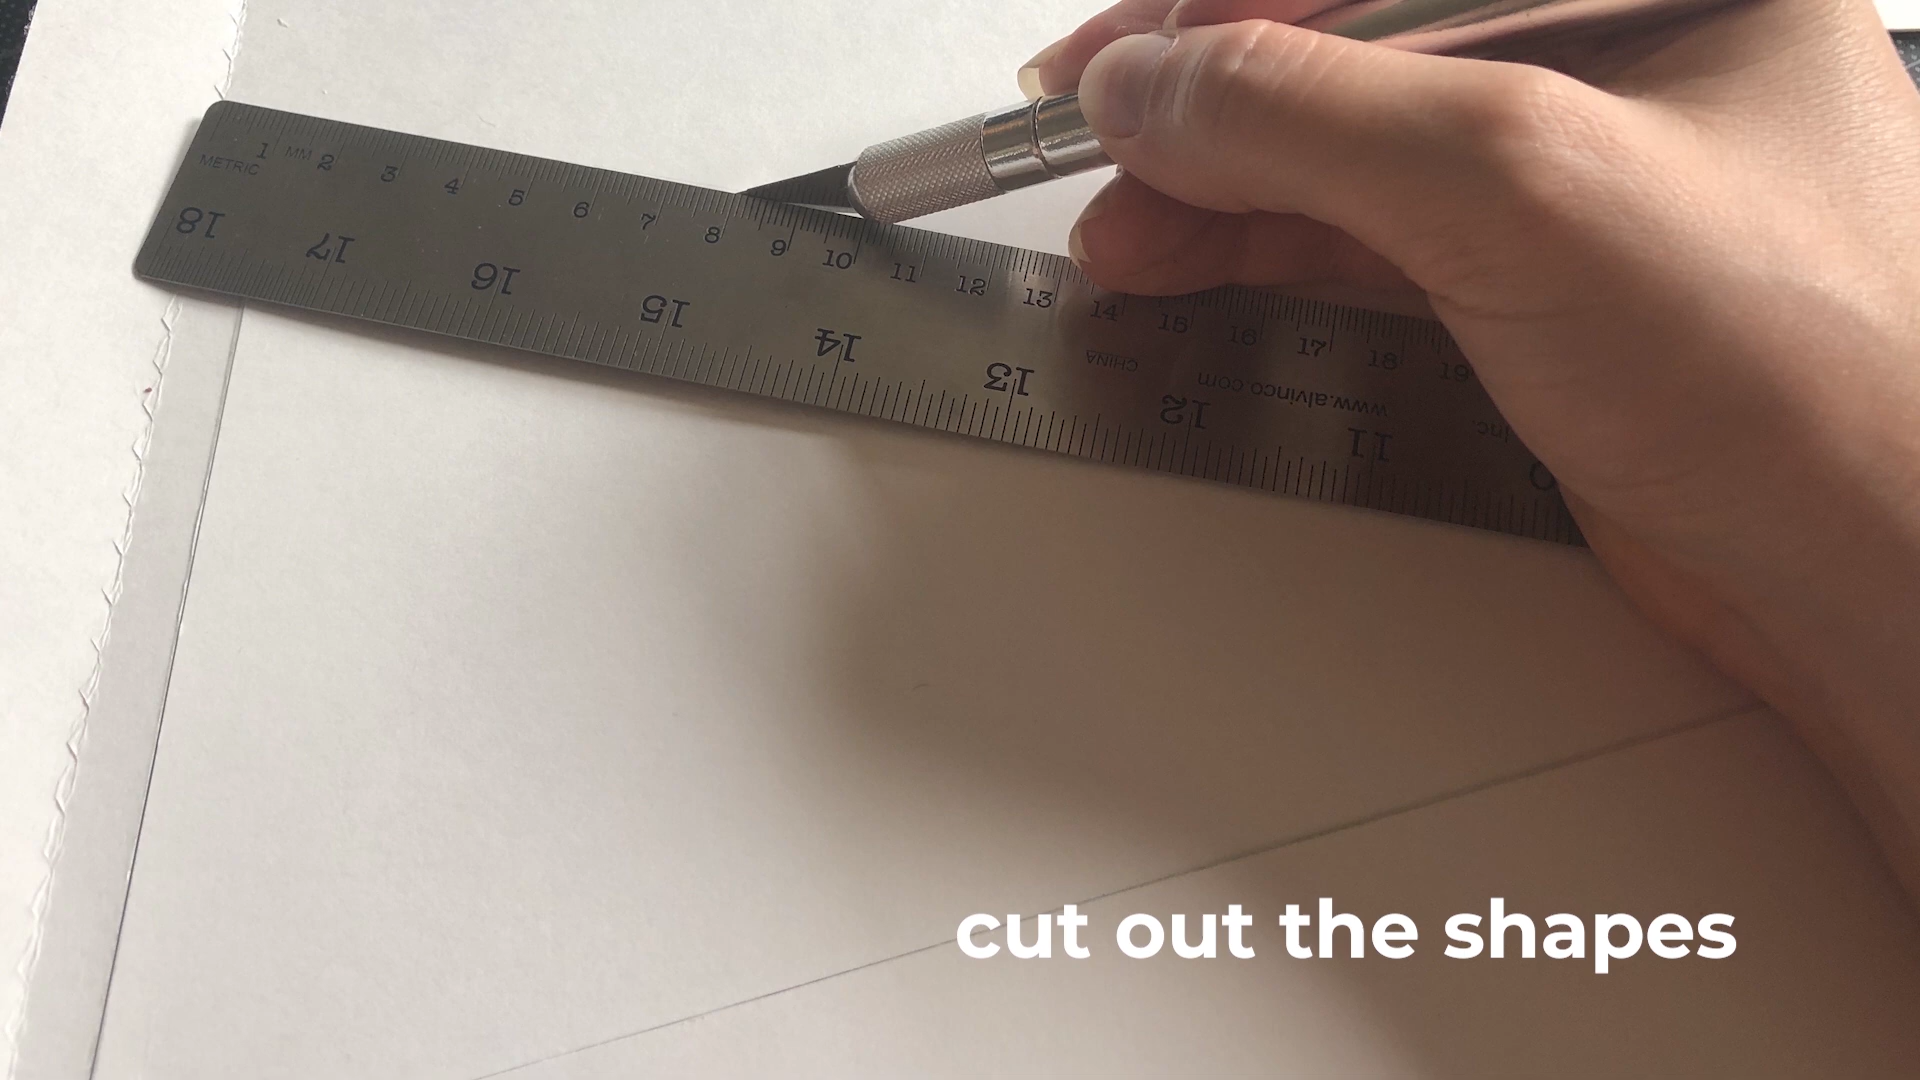 1 MM 2 3 4 5 6 7 8 9 10 11 12 13 14 15 16 17 18 19
METRIC
18 17 16 15 14 13 12 11
CHINA
www.alvinco.com
Inc.
cut out the shapes